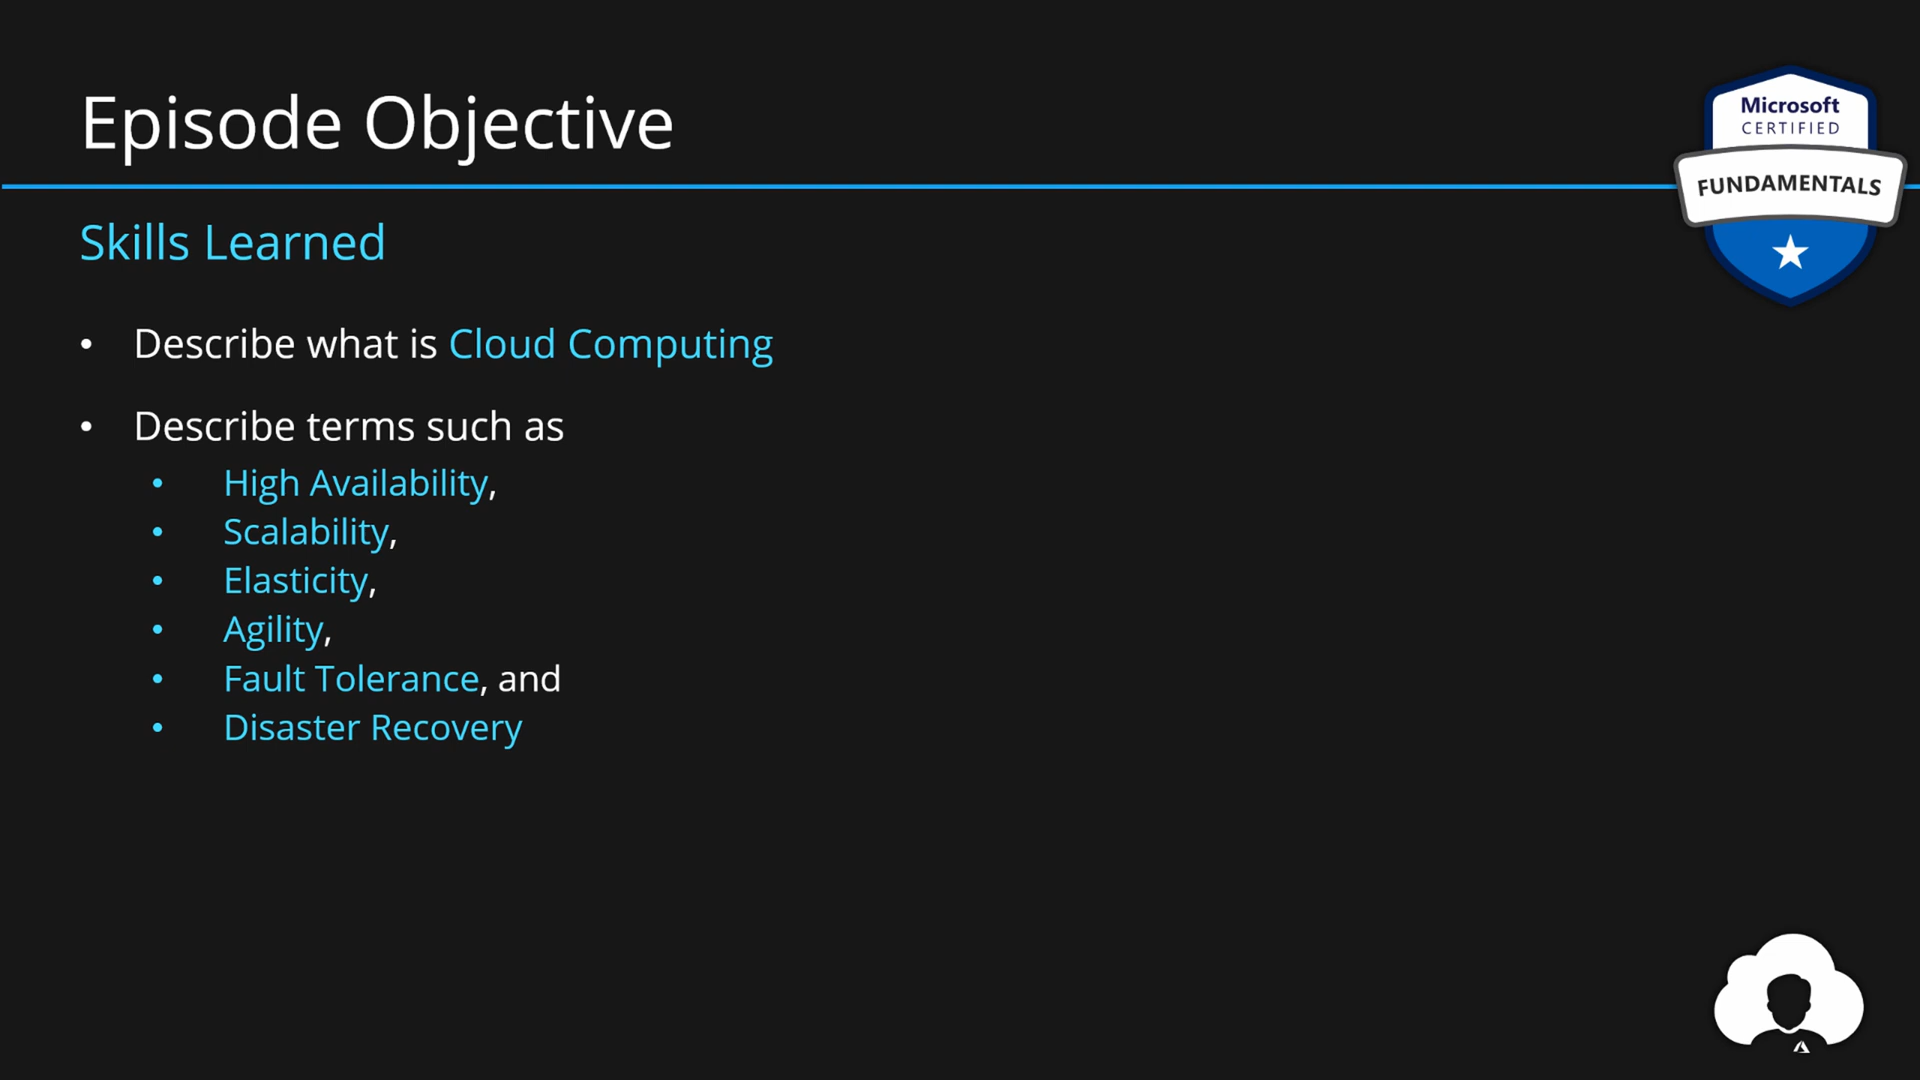 Episode Objective
Microsoft
CERTIFIED
FUNDAMENTALS
Skills Learned
• Describe what is Cloud Computing
• Describe terms such as
• High Availability,
• Scalability,
• Elasticity,
• Agility,
• Fault Tolerance, and
• Disaster Recovery